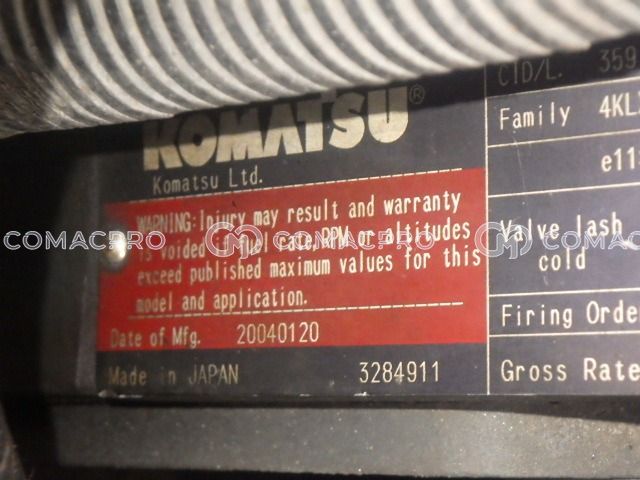 KOMATSU®
Komatsu Ltd.
WARNING: Injury may result and warranty
is voided if fuel rate, RPM or altitudes
exceed published maximum values for this
model and application.
Date of Mfg. 20040120
Made in JAPAN 3284911
CID/L. 359
Family 4KL
e11
Valve lash
cold
Firing Orde
Gross Rate
COMACPRO COMACPRO COMACPRO